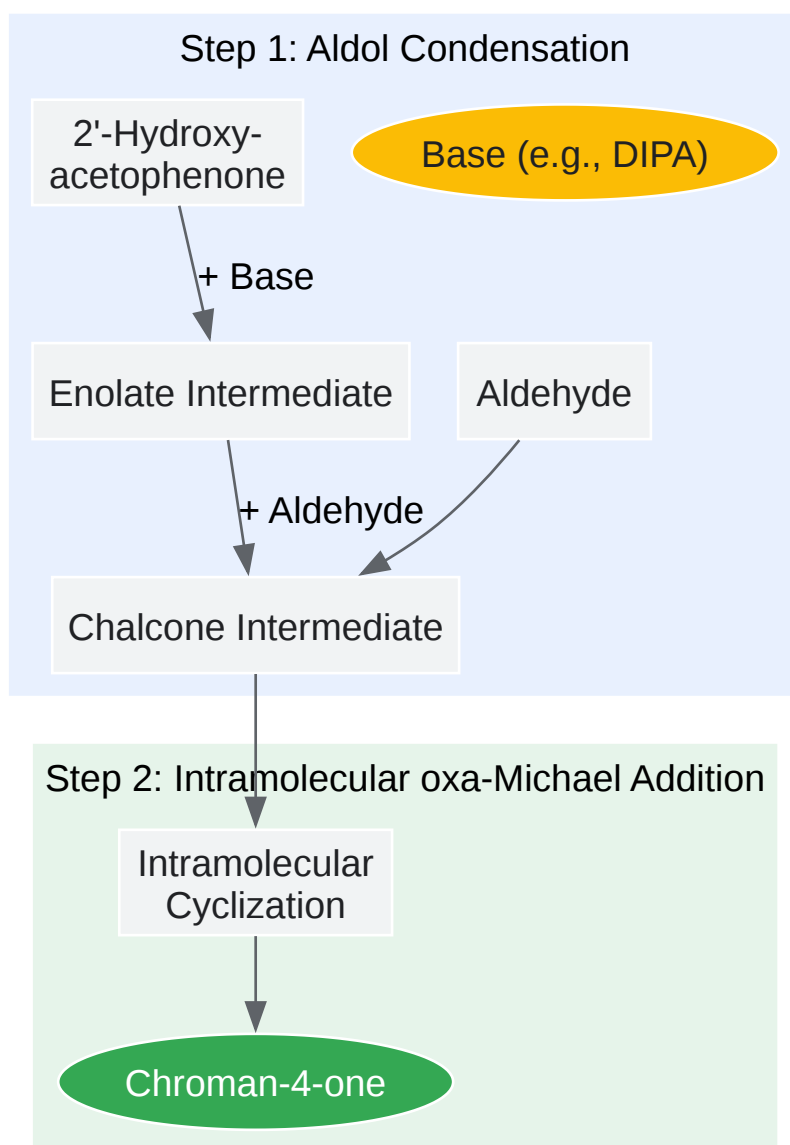 Step 1: Aldol Condensation
2'-Hydroxy-
acetophenone
Base (e.g., DIPA)
+ Base
Enolate Intermediate
Aldehyde
+ Aldehyde
Chalcone Intermediate
Step 2: Intramolecular oxa-Michael Addition
Intramolecular
Cyclization
Chroman-4-one